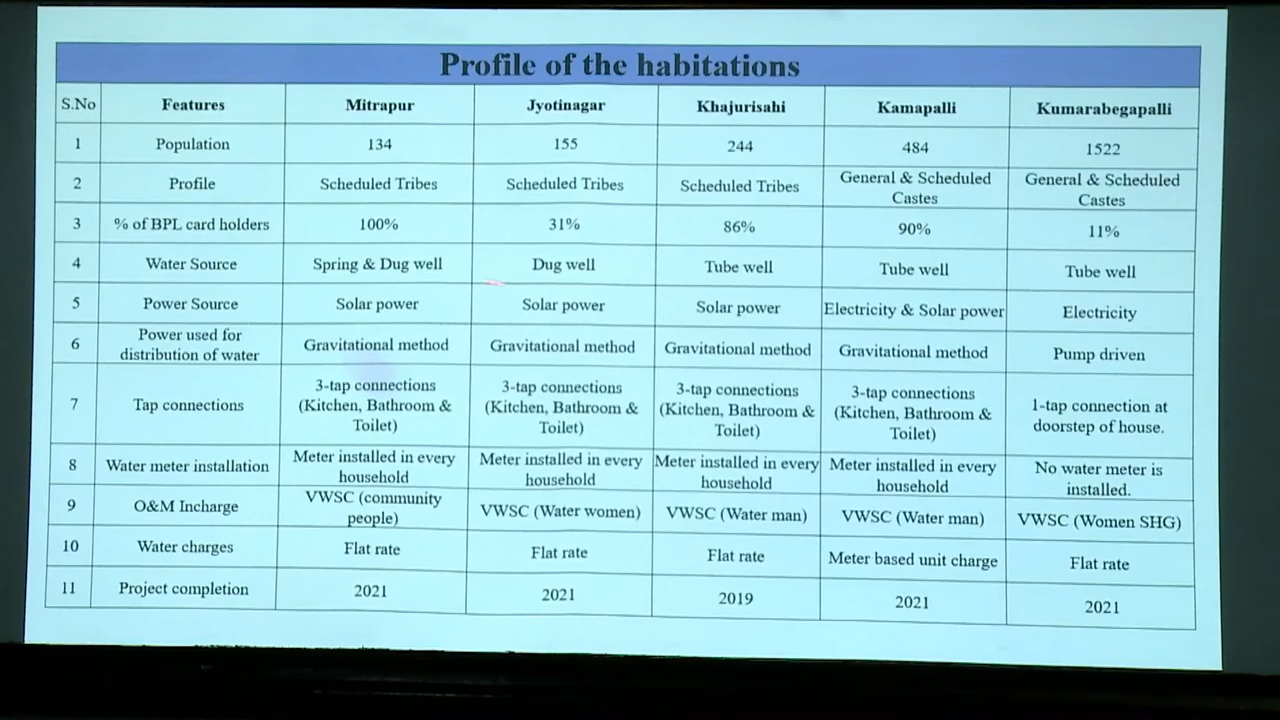 Profile of the habitations
S.No Features Mitrapur Jyotinagar Khajurisahi Kamapalli Kumarabegapalli
1 Population 134 155 244 484 1522
2 Profile Scheduled Tribes Scheduled Tribes Scheduled Tribes General & Scheduled Castes General & Scheduled Castes
3 % of BPL card holders 100% 31% 86% 90% 11%
4 Water Source Spring & Dug well Dug well Tube well Tube well Tube well
5 Power Source Solar power Solar power Solar power Electricity & Solar power Electricity
6 Power used for distribution of water Gravitational method Gravitational method Gravitational method Gravitational method Pump driven
7 Tap connections 3-tap connections (Kitchen, Bathroom & Toilet) 3-tap connections (Kitchen, Bathroom & Toilet) 3-tap connections (Kitchen, Bathroom & Toilet) 3-tap connections (Kitchen, Bathroom & Toilet) 1-tap connection at doorstep of house.
8 Water meter installation Meter installed in every household Meter installed in every household Meter installed in every household Meter installed in every household No water meter is installed.
9 O&M Incharge VWSC (community people) VWSC (Water women) VWSC (Water man) VWSC (Water man) VWSC (Women SHG)
10 Water charges Flat rate Flat rate Flat rate Meter based unit charge Flat rate
11 Project completion 2021 2021 2019 2021 2021